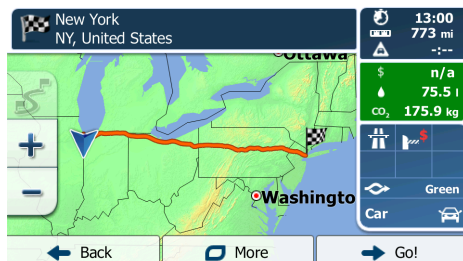 New York
NY, United States
13:00
773 mi
-:--
$ n/a
75.5 l
CO₂ 175.9 kg
Ottawa
Washingto
$
Green
Car
Back
More
Go!